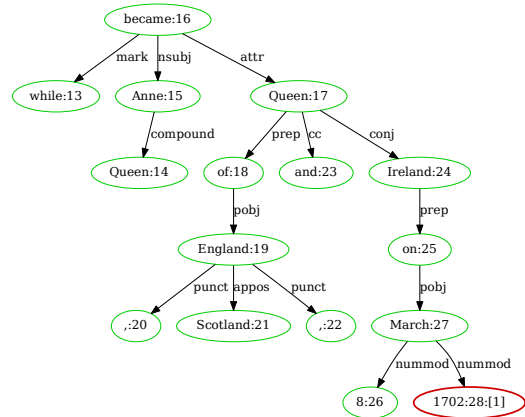 became:16
mark nsubj attr
while:13 Anne:15 Queen:17
compound prep cc conj
Queen:14 of:18 and:23 Ireland:24
pobj prep
England:19 on:25
punct appos punct pobj
,:20 Scotland:21 ,:22 March:27
nummod nummod
8:26 1702:28:[1]